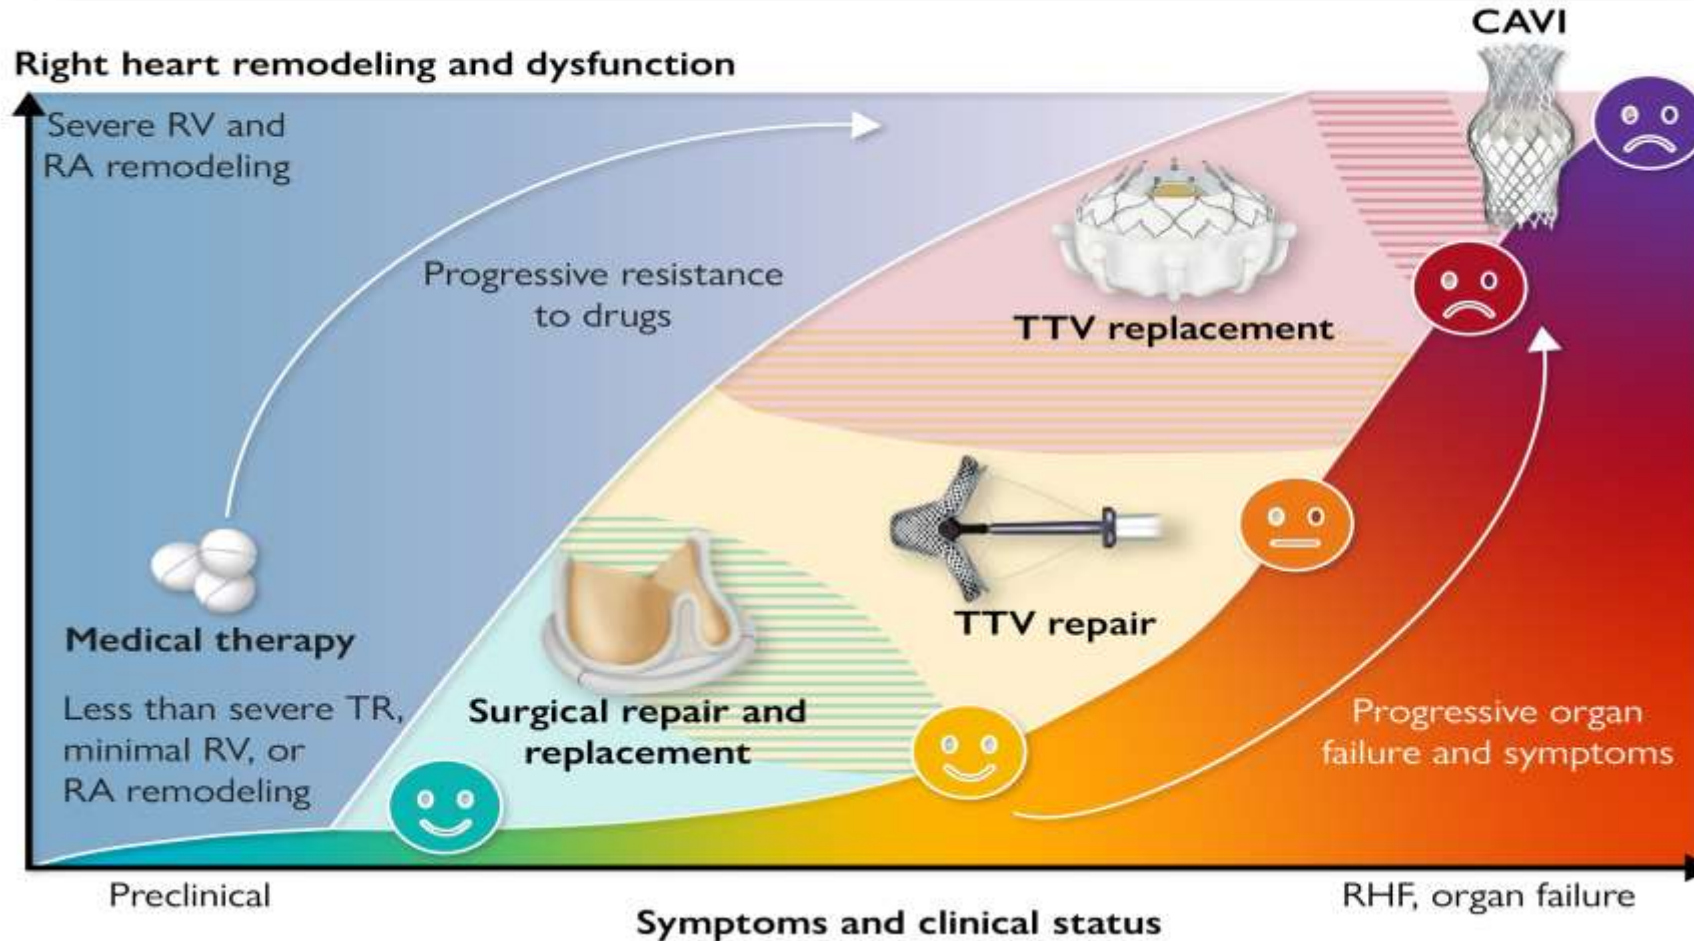 CAVI
Right heart remodeling and dysfunction
Severe RV and
RA remodeling
Progressive resistance
to drugs
TTV replacement
TTV repair
Medical therapy
Less than severe TR,
minimal RV, or
RA remodeling
Surgical repair and
replacement
Progressive organ
failure and symptoms
Preclinical
RHF, organ failure
Symptoms and clinical status